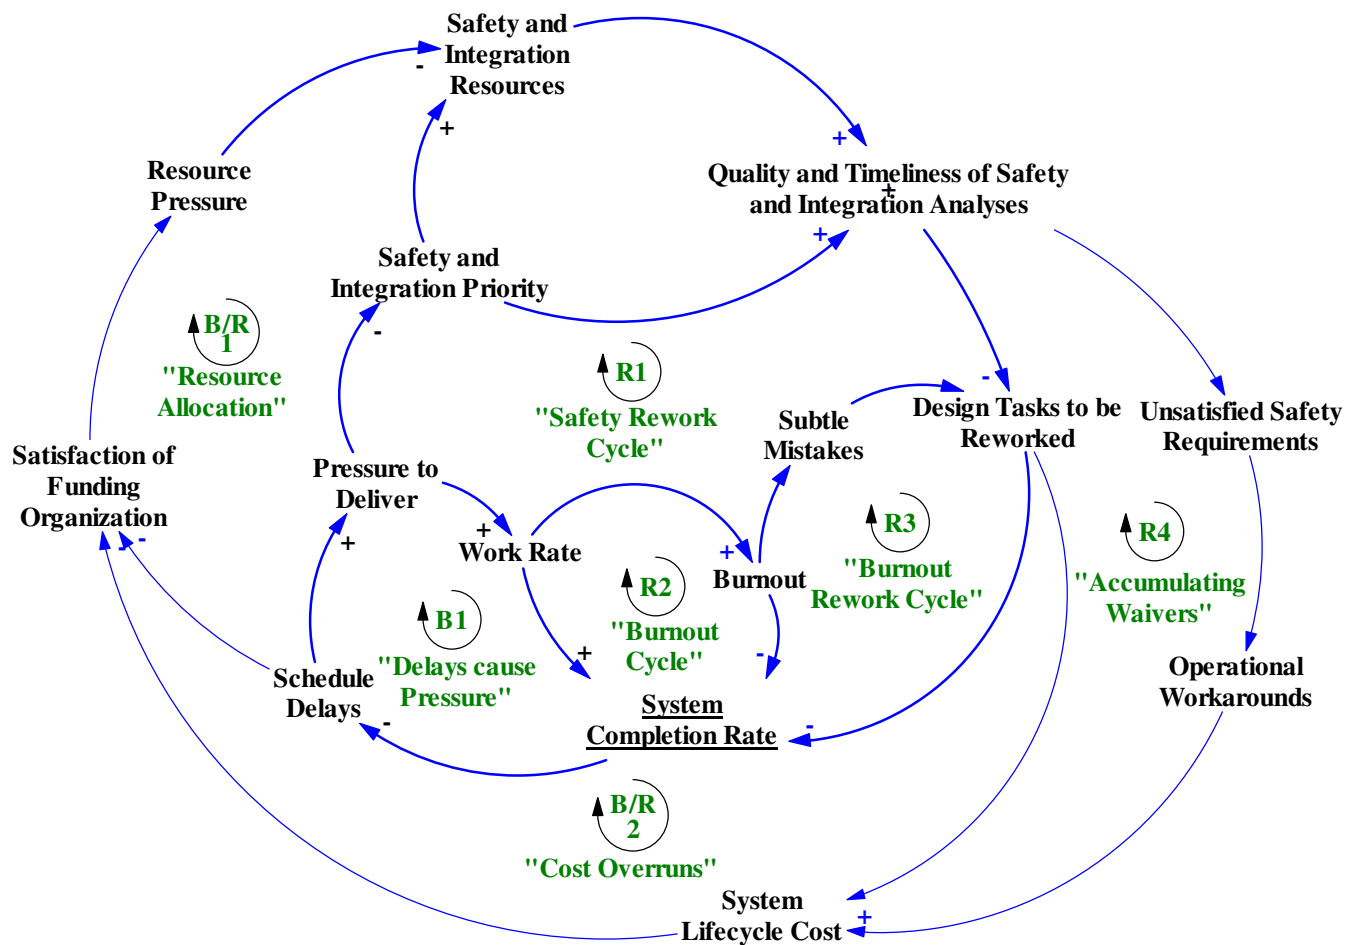 Safety and
Integration
Resources
-
+
+
Resource
Pressure
Quality and Timeliness of Safety
+
and Integration Analyses
+
Safety and
Integration Priority
-
B/R
1
"Resource
Allocation"
R1
"Safety Rework
Cycle"
-
Subtle
Mistakes
Design Tasks to be
Reworked
Unsatisfied Safety
Requirements
Satisfaction of
Funding
Organization
- -
Pressure to
Deliver
+
+
Work Rate
+
Burnout
R3
"Burnout
Rework Cycle"
R4
"Accumulating
Waivers"
R2
"Burnout
Cycle"
B1
"Delays cause
Pressure"
+
-
Schedule
Delays
-
System
Completion Rate
-
Operational
Workarounds
B/R
2
"Cost Overruns"
System
Lifecycle Cost
+